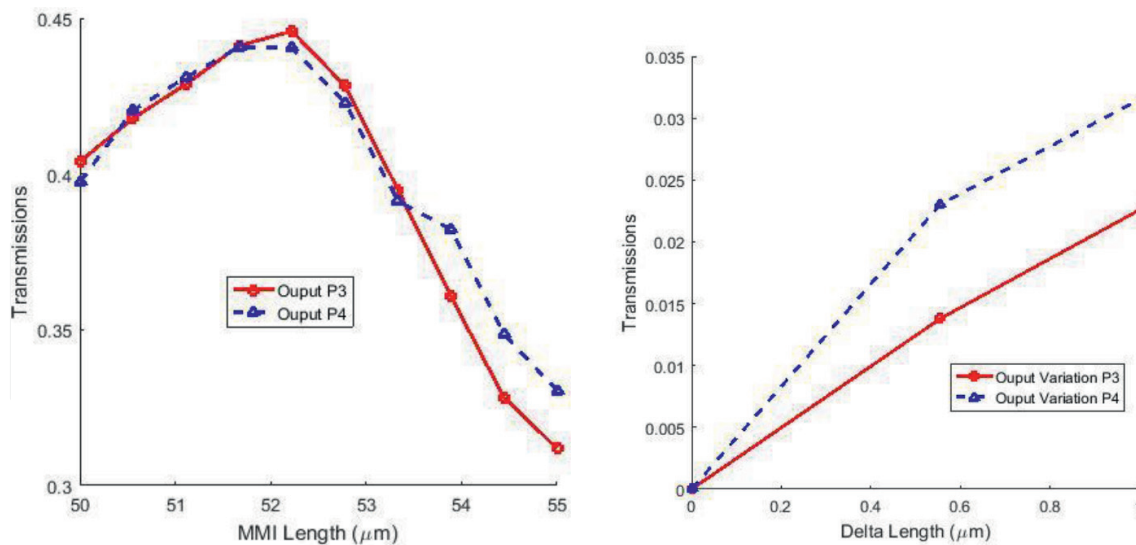 0.45
0.4
0.35
0.3
Transmissions
Ouput P3
Ouput P4
50
51
52
53
54
55
MMI Length (μm)
0.035
0.03
0.025
0.02
0.015
0.01
0.005
0
Transmissions
Ouput Variation P3
Ouput Variation P4
0
0.2
0.4
0.6
0.8
Delta Length (μm)